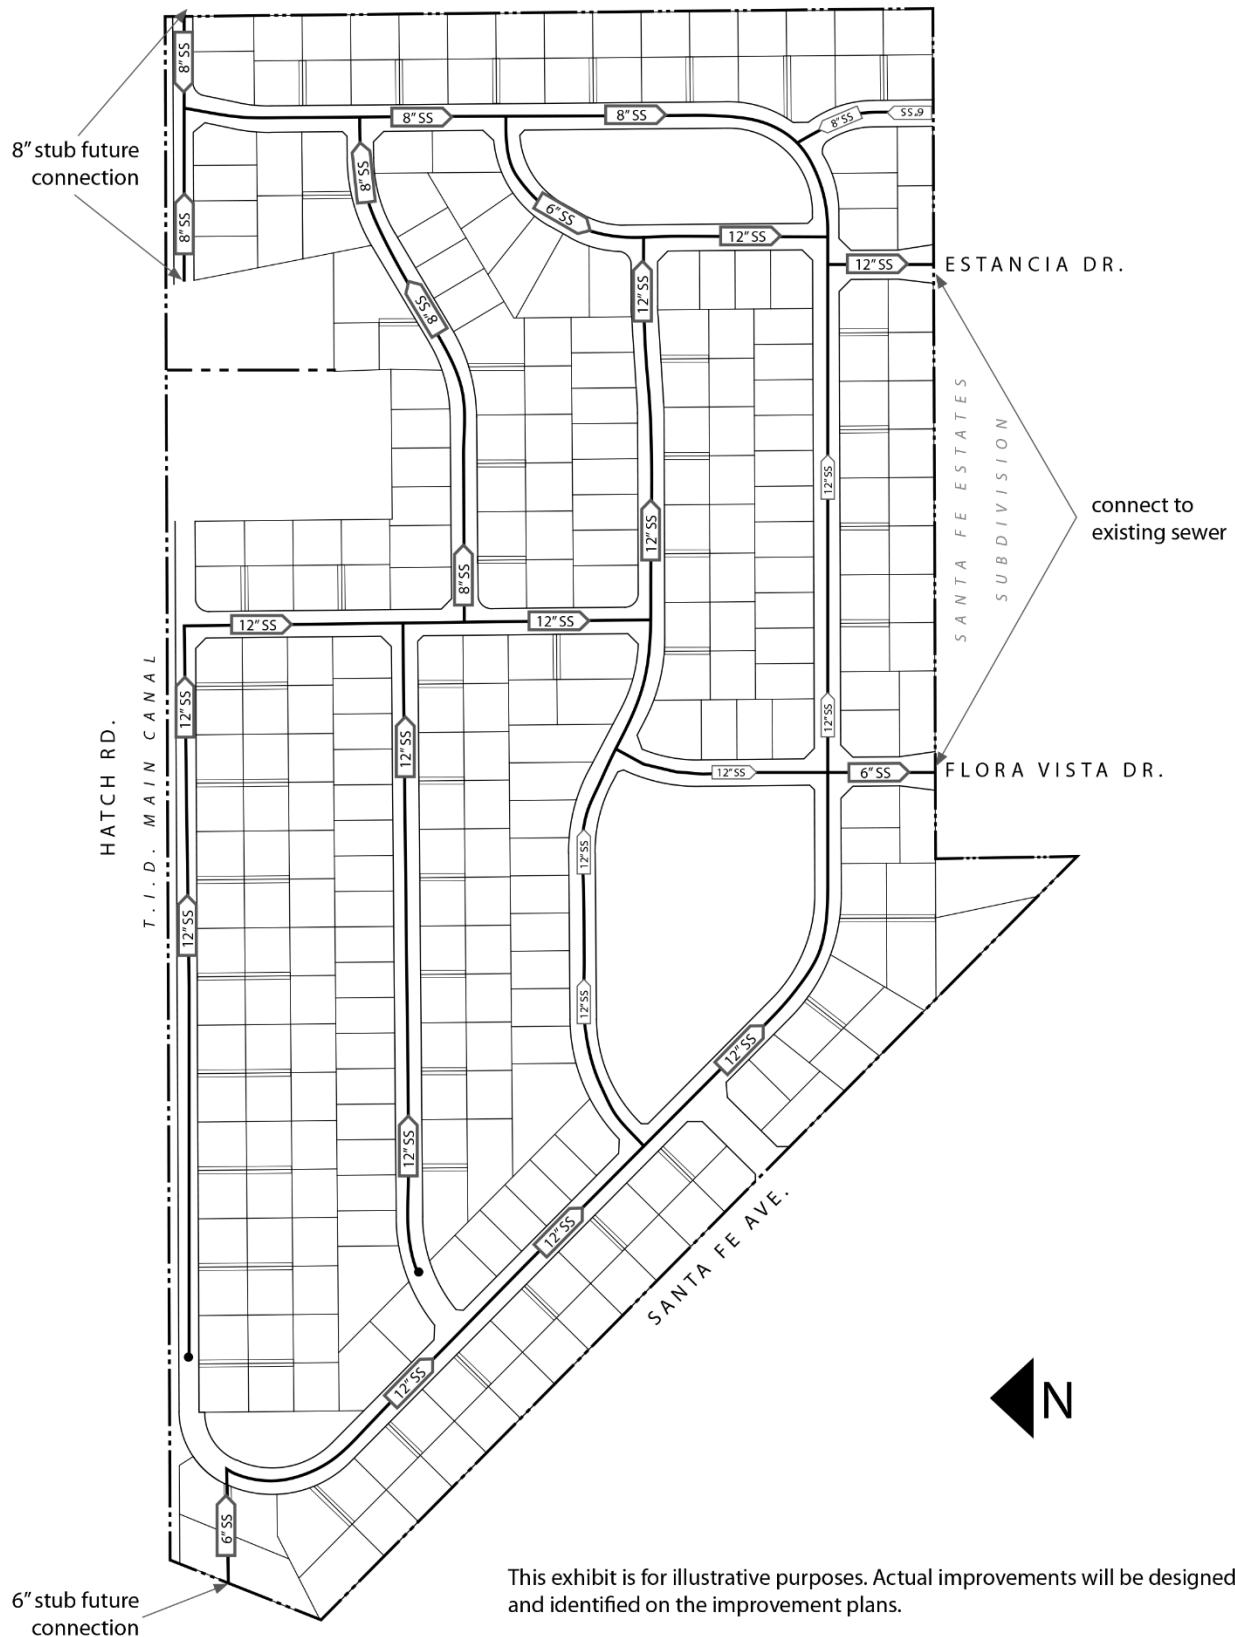 8" SS
8" SS
8" SS
8" SS
6" SS
8" stub future
connection
8" SS
8" SS
6" SS
12" SS
12" SS
ESTANCIA DR.
12" SS
8" SS
SANTA FE ESTATES
SUBDIVISION
12" SS
connect to
existing sewer
12" SS
8" SS
12" SS
12" SS
12" SS
12" SS
12" SS
HATCH RD.
T.I.D. MAIN CANAL
12" SS
6" SS
FLORA VISTA DR.
12" SS
12" SS
12" SS
12" SS
12" SS
12" SS
SANTA FE AVE.
12" SS
N
6" SS
6" stub future
connection
This exhibit is for illustrative purposes. Actual improvements will be designed
and identified on the improvement plans.